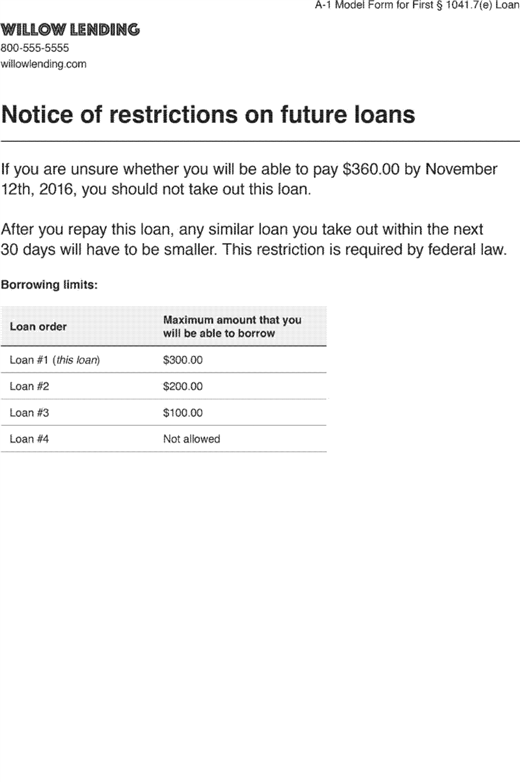 A-1 Model Form for First § 1041.7(e) Loan
WILLOW LENDING
800-555-5555
willowlending.com
Notice of restrictions on future loans
If you are unsure whether you will be able to pay $360.00 by November
12th, 2016, you should not take out this loan.
After you repay this loan, any similar loan you take out within the next
30 days will have to be smaller. This restriction is required by federal law.
Borrowing limits:
Loan order Maximum amount that you will be able to borrow
Loan #1 (this loan) $300.00
Loan #2 $200.00
Loan #3 $100.00
Loan #4 Not allowed